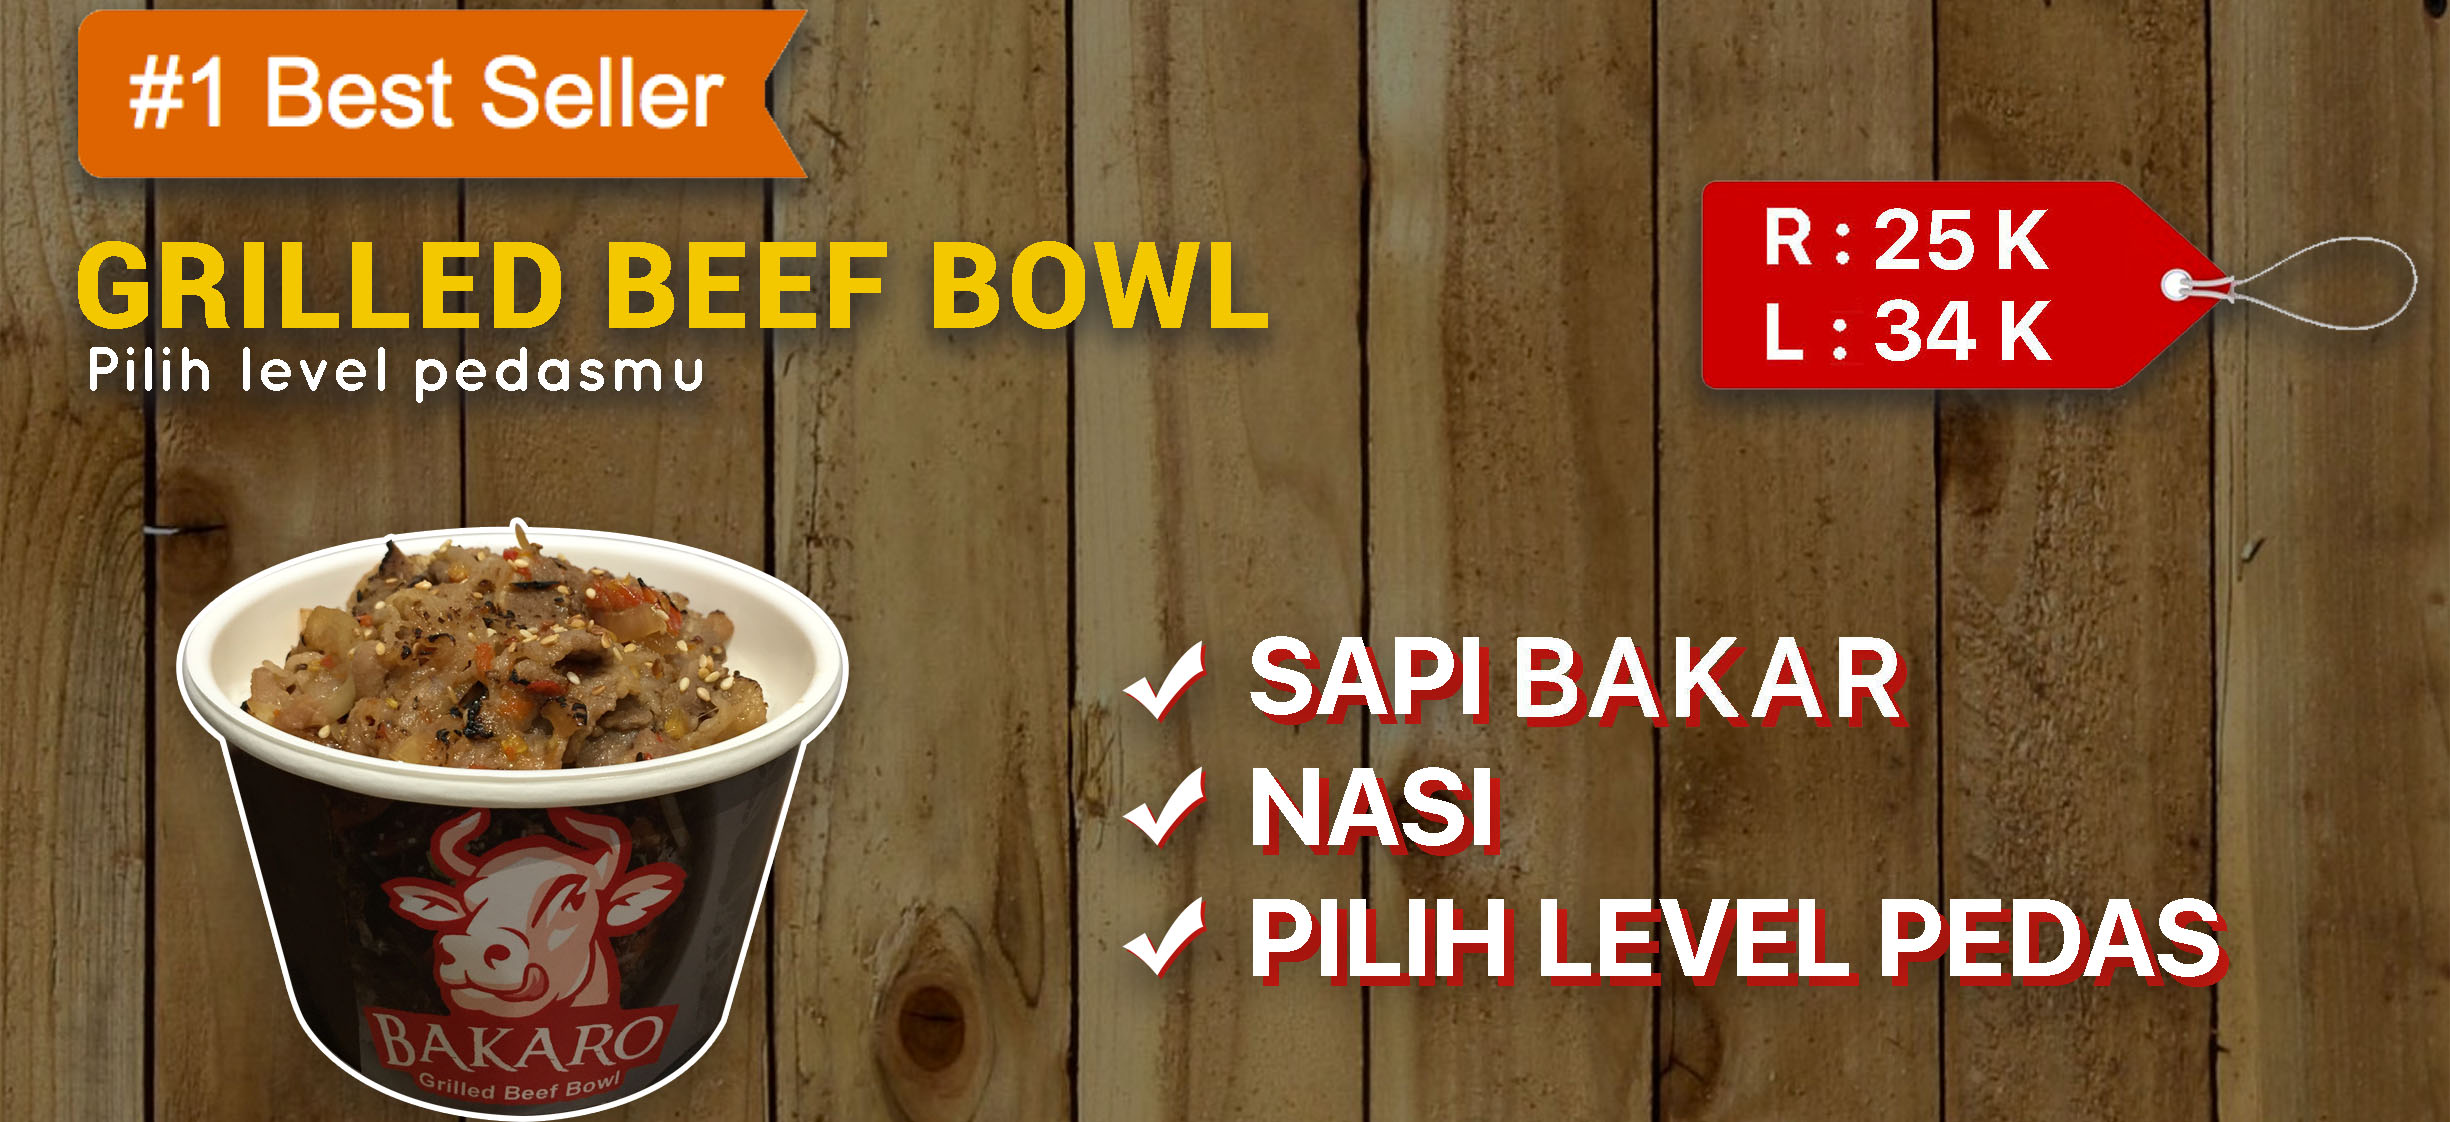 #1 Best Seller
GRILLED BEEF BOWL
Pilih level pedasmu
R : 25 K
L : 34 K
SAPI BAKAR
NASI
PILIH LEVEL PEDAS
BAKARO
Grilled Beef Bowl